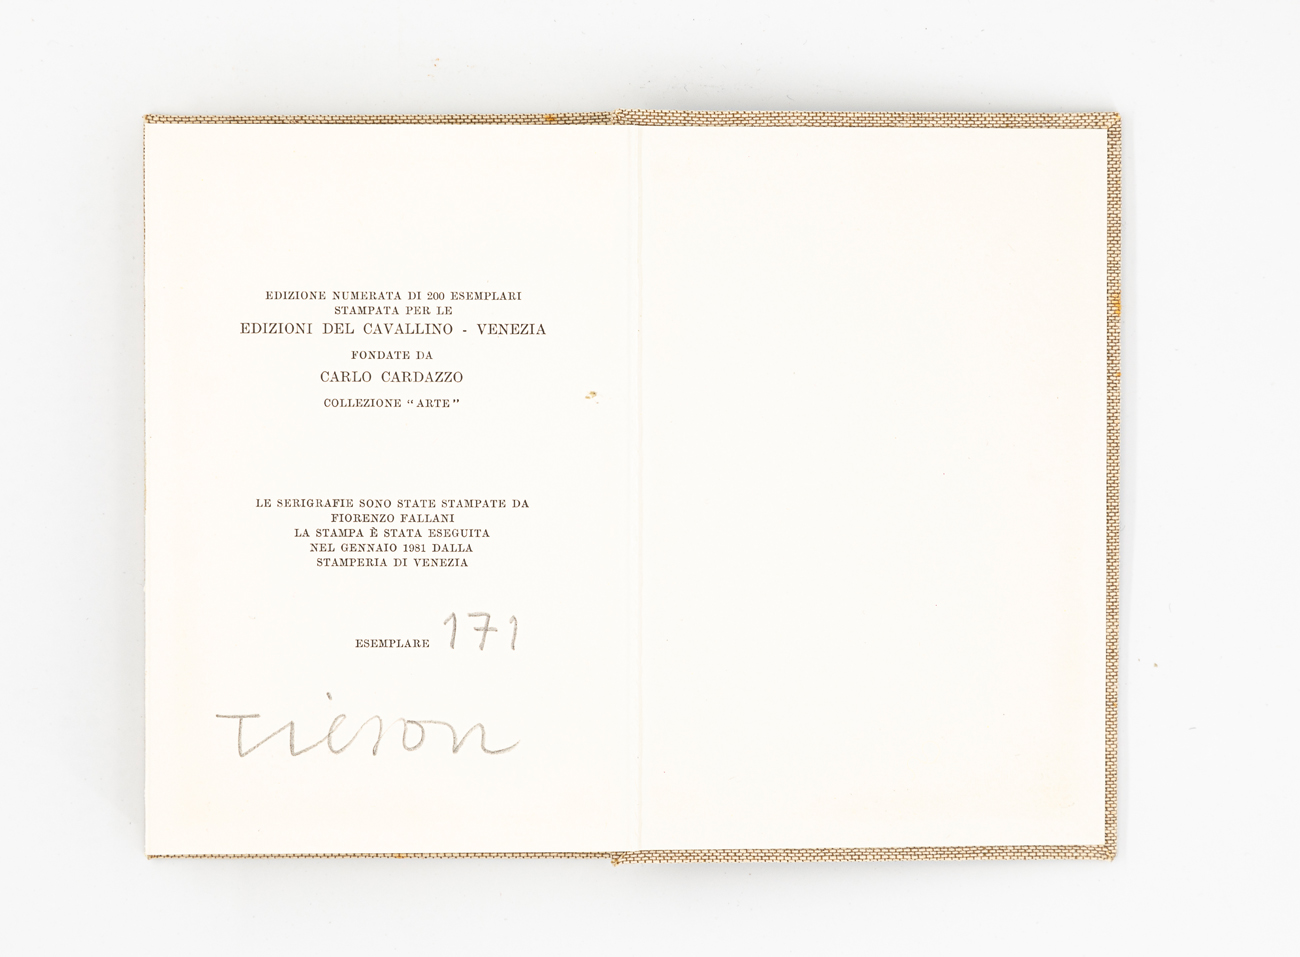 EDIZIONE NUMERATA DI 200 ESEMPLARI
STAMPATA PER LE
EDIZIONI DEL CAVALLINO - VENEZIA
FONDATE DA
CARLO CARDAZZO
COLLEZIONE “ARTE”
LE SERIGRAFIE SONO STATE STAMPATE DA
FIORENZO FALLANI
LA STAMPA È STATA ESEGUITA
NEL GENNAIO 1981 DALLA
STAMPERIA DI VENEZIA
ESEMPLARE 171